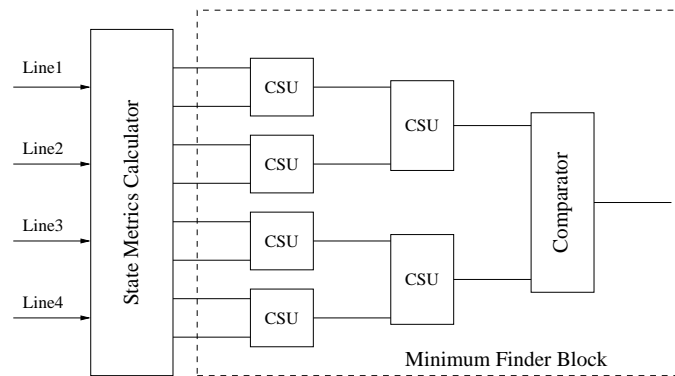 Line1
Line2
Line3
Line4
State Metrics Calculator
CSU
CSU
CSU
CSU
CSU
CSU
Comparator
Minimum Finder Block